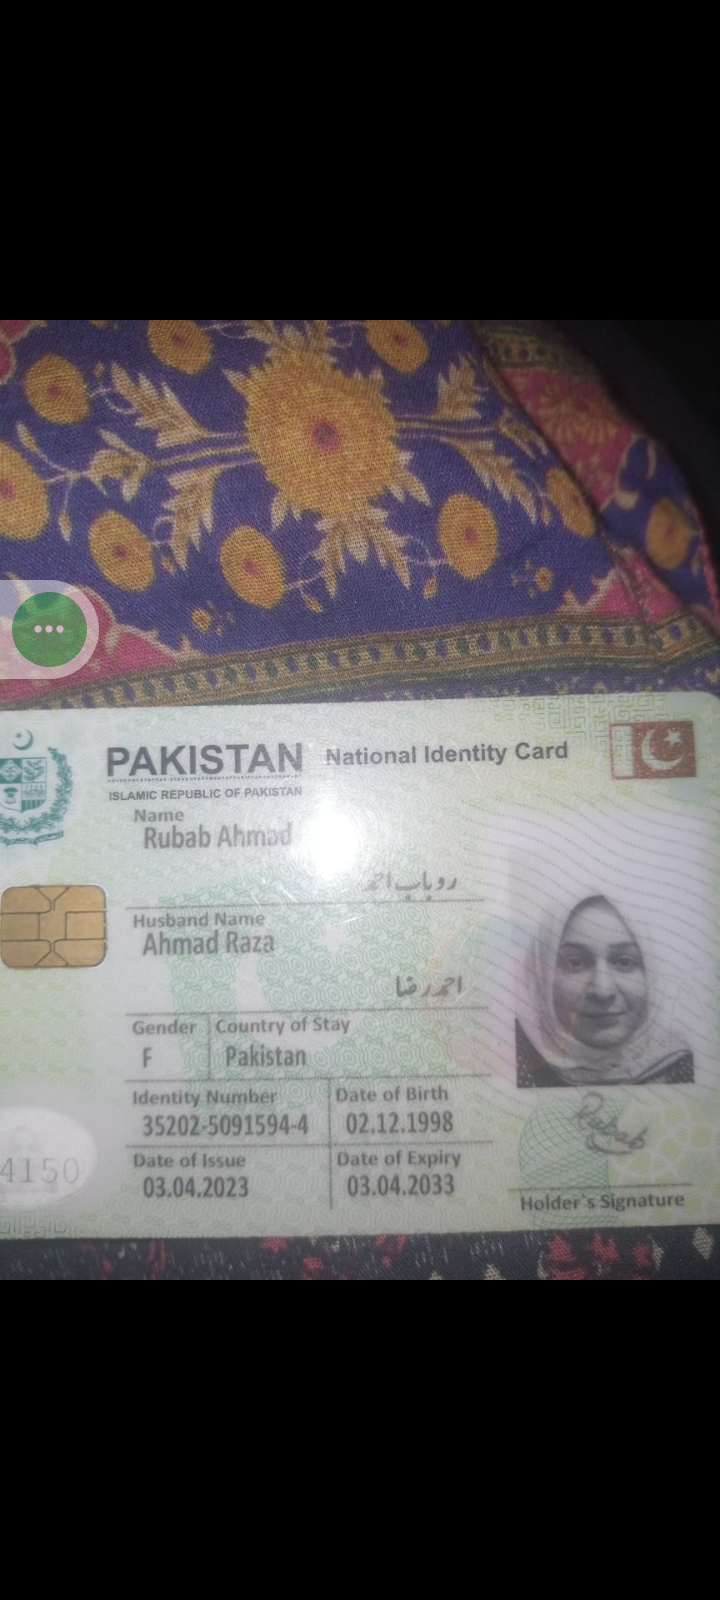 PAKISTAN National Identity Card
ISLAMIC REPUBLIC OF PAKISTAN
Name
Rubab Ahmad
روباب احمد
Husband Name
Ahmad Raza
احمد رضا
Gender Country of Stay
F Pakistan
Identity Number Date of Birth
35202-5091594-4 02.12.1998
Date of Issue Date of Expiry
03.04.2023 03.04.2033
4150
Rubab
Holder's Signature